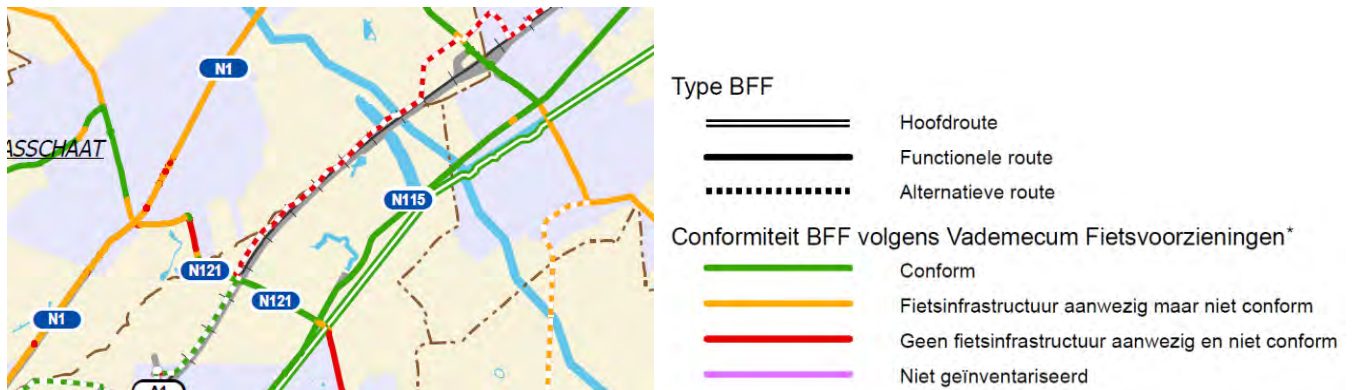 N1
ASSCHAAT
N115
N121
N121
N1
A1
Type BFF
Hoofdroute
Functionele route
Alternatieve route
Conformiteit BFF volgens Vademecum Fietsvoorzieningen*
Conform
Fietsinfrastructuur aanwezig maar niet conform
Geen fietsinfrastructuur aanwezig en niet conform
Niet geïnventariseerd